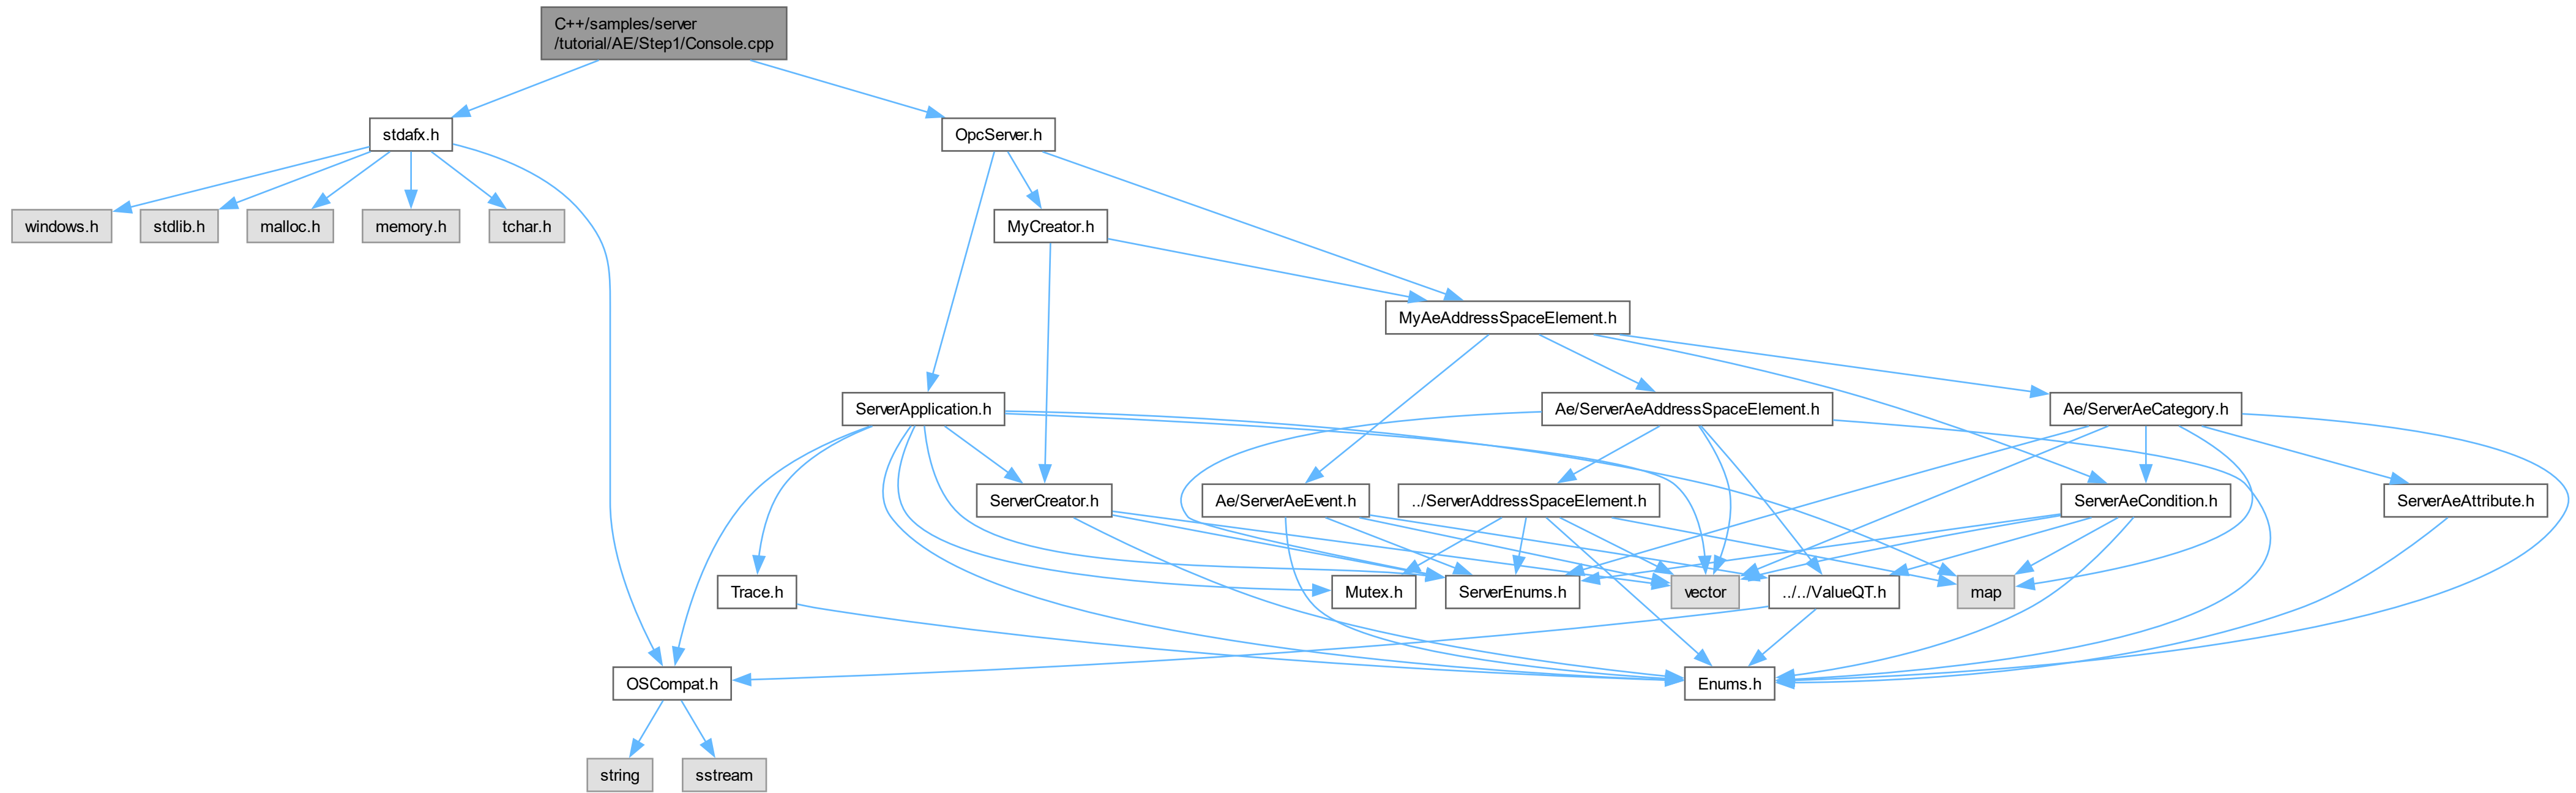 C++/samples/server
/tutorial/AE/Step1/Console.cpp
stdafx.h
OpcServer.h
windows.h
stdlib.h
malloc.h
memory.h
tchar.h
MyCreator.h
MyAeAddressSpaceElement.h
ServerApplication.h
Ae/ServerAeAddressSpaceElement.h
Ae/ServerAeCategory.h
ServerCreator.h
Ae/ServerAeEvent.h
../ServerAddressSpaceElement.h
ServerAeCondition.h
ServerAeAttribute.h
Trace.h
Mutex.h
ServerEnums.h
vector
../../ValueQT.h
map
OSCompat.h
Enums.h
string
sstream